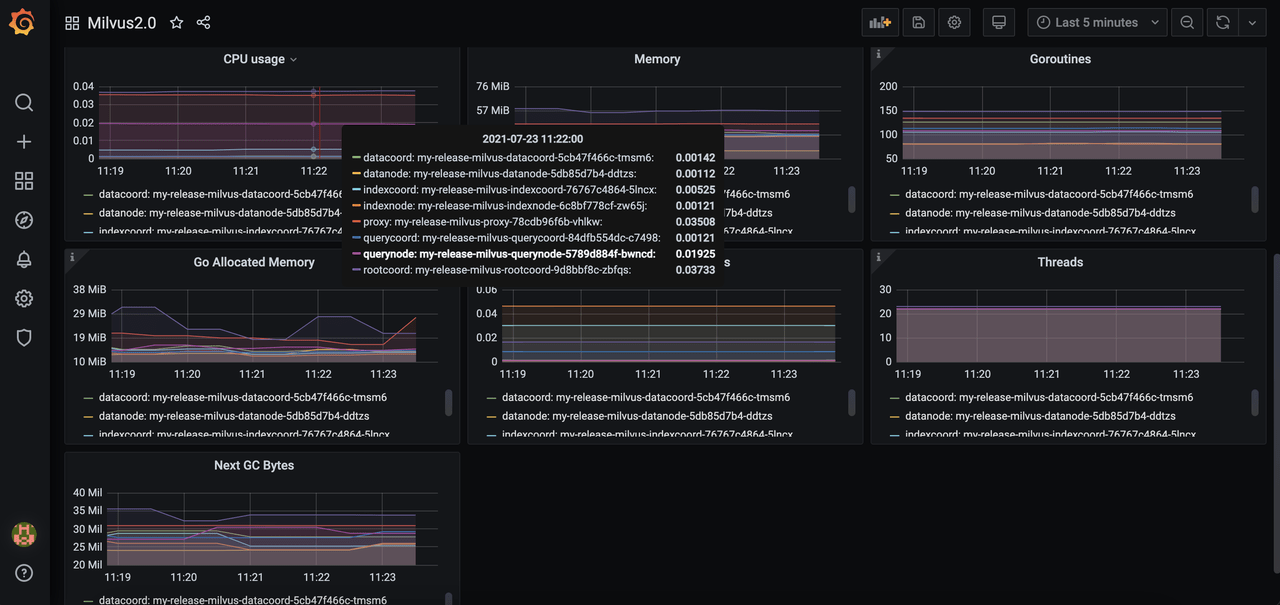 Milvus2.0
Last 5 minutes
CPU usage
0.04
0.03
0.02
0.01
0
11:19 11:20 11:21 11:22
datacoord: my-release-milvus-datacoord-5cb47f466
datanode: my-release-milvus-datanode-5db85d7b4-
indexcoord: my-release-milvus-indexcoord-76767c4
Memory
76 MiB
57 MiB
22 11:23
f466c-tmsm6
7b4-ddtzs
7c4864-5lncx
Goroutines
200
150
100
50
11:19 11:20 11:21 11:22 11:23
datacoord: my-release-milvus-datacoord-5cb47f466c-tmsm6
datanode: my-release-milvus-datanode-5db85d7b4-ddtzs
indexcoord: my-release-milvus-indexcoord-76767c4864-5lncx
2021-07-23 11:22:00
datacoord: my-release-milvus-datacoord-5cb47f466c-tmsm6: 0.00142
datanode: my-release-milvus-datanode-5db85d7b4-ddtzs: 0.00112
indexcoord: my-release-milvus-indexcoord-76767c4864-5lncx: 0.00525
indexnode: my-release-milvus-indexnode-6c8bf778cf-zw65j: 0.00121
proxy: my-release-milvus-proxy-78cdb96f6b-vhlkw: 0.03508
querycoord: my-release-milvus-querycoord-84dfb554dc-c7498: 0.00121
querynode: my-release-milvus-querynode-5789d884f-bwncd: 0.01925
rootcoord: my-release-milvus-rootcoord-9d8bbf8c-zbfqs: 0.03733
Go Allocated Memory
38 MiB
29 MiB
19 MiB
10 MiB
11:19 11:20 11:21 11:22 11:23
datacoord: my-release-milvus-datacoord-5cb47f466c-tmsm6
datanode: my-release-milvus-datanode-5db85d7b4-ddtzs
indexcoord: my-release-milvus-indexcoord-76767c4864-5lncx
s
0.06
0.04
0.02
0
11:19 11:20 11:21 11:22 11:23
datacoord: my-release-milvus-datacoord-5cb47f466c-tmsm6
datanode: my-release-milvus-datanode-5db85d7b4-ddtzs
indexcoord: my-release-milvus-indexcoord-76767c4864-5lncx
Threads
30
20
10
0
11:19 11:20 11:21 11:22 11:23
datacoord: my-release-milvus-datacoord-5cb47f466c-tmsm6
datanode: my-release-milvus-datanode-5db85d7b4-ddtzs
indexcoord: my-release-milvus-indexcoord-76767c4864-5lncx
Next GC Bytes
40 Mil
35 Mil
30 Mil
25 Mil
20 Mil
11:19 11:20 11:21 11:22 11:23
datacoord: my-release-milvus-datacoord-5cb47f466c-tmsm6